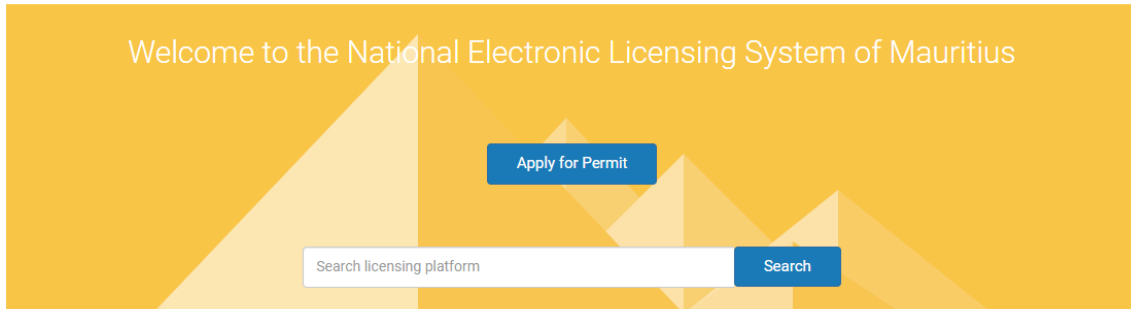 Welcome to the National Electronic Licensing System of Mauritius
Apply for Permit
Search licensing platform
Search